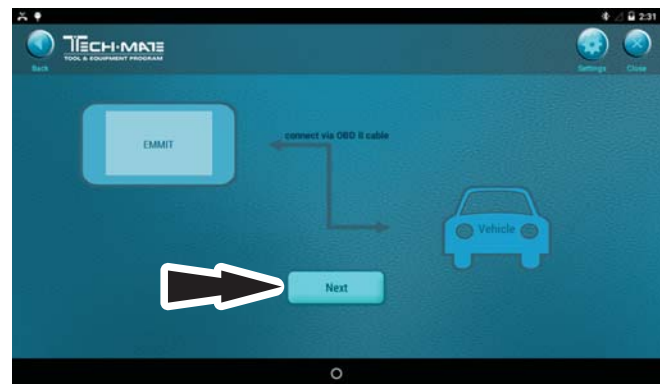 2:31
TECH•MATE
TOOL & EQUIPMENT PROGRAM
Back
Settings
Close
EMMIT
connect via OBD II cable
Vehicle
Next